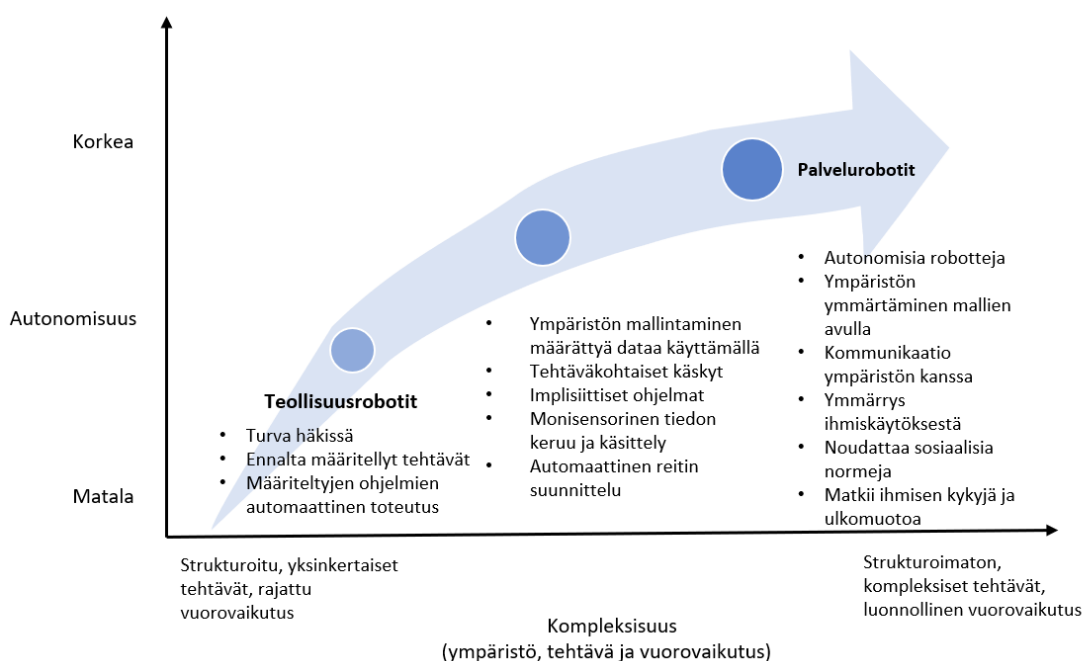 Korkea
Autonomisuus
Matala
Teollisuusrobotit
• Turva häkissä
• Ennalta määritellyt tehtävät
• Määriteltyjen ohjelmien
automaattinen toteutus
• Ympäristön mallintaminen
määrättyä dataa käyttämällä
• Tehtäväkohtaiset käskyt
• Implisiittiset ohjelmat
• Monisensorinen tiedon
keruu ja käsittely
• Automaattinen reitin
suunnittelu
Palvelurobotit
• Autonomisia robotteja
• Ympäristön
ymmärtäminen mallien
avulla
• Kommunikaatio
ympäristön kanssa
• Ymmärrys
ihmiskäytöksestä
• Noudattaa sosiaalisia
normeja
• Matkii ihmisen kykyjä ja
ulkomuotoa
Strukturoitu, yksinkertaiset
tehtävät, rajattu
vuorovaikutus
Strukturoimaton,
kompleksiset tehtävät,
luonnollinen vuorovaikutus
Kompleksisuus
(ympäristö, tehtävä ja vuorovaikutus)